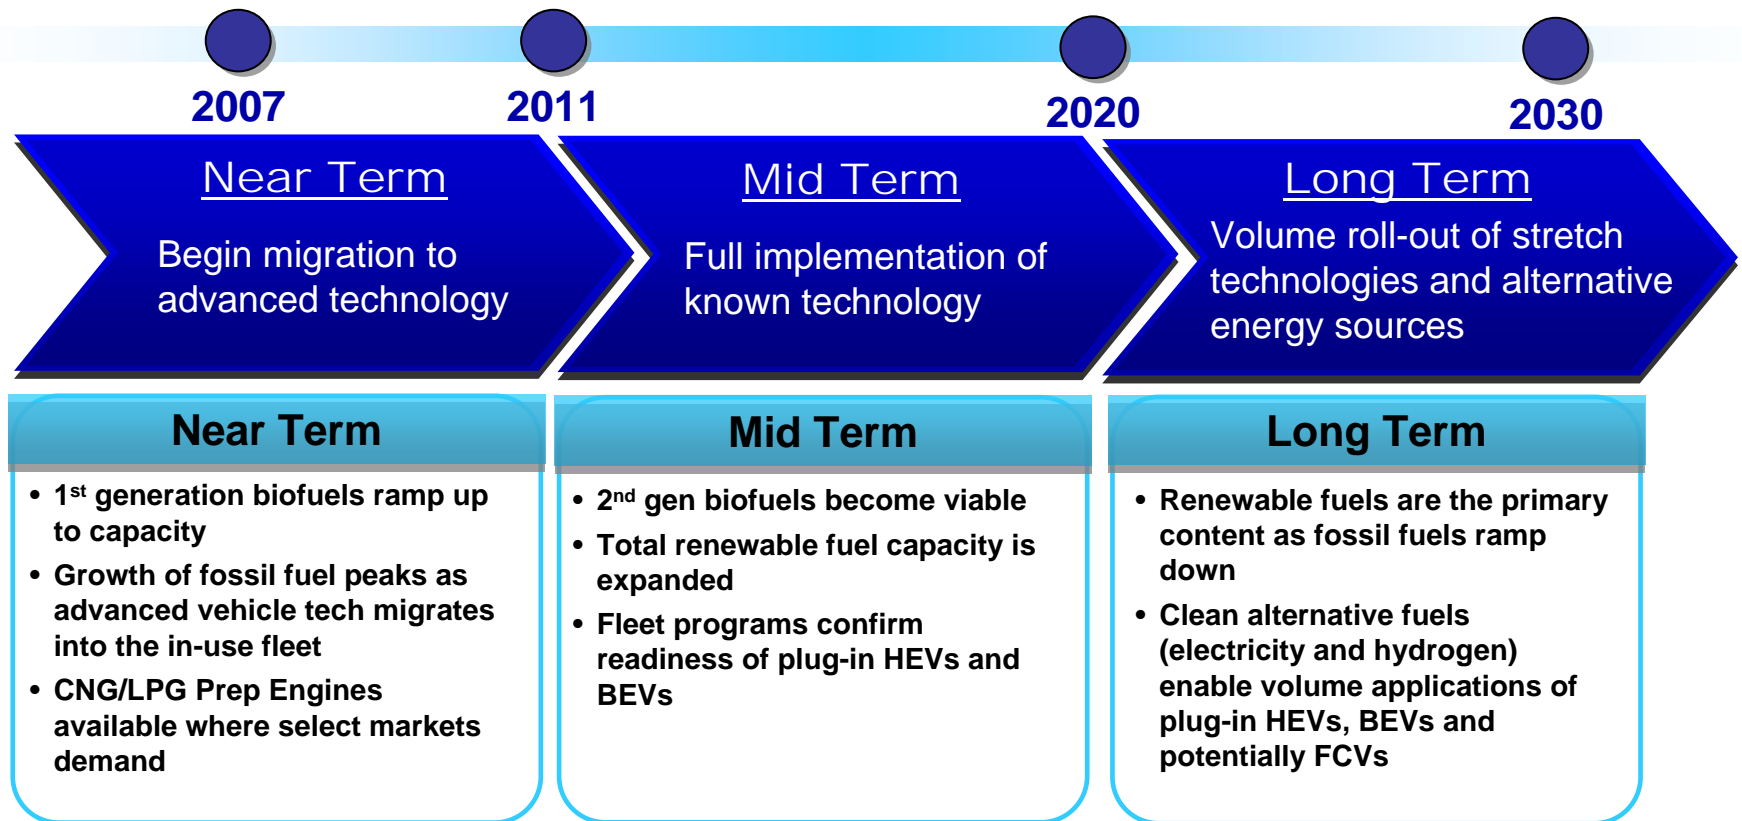 2007
2011
2020
2030
Near Term
Begin migration to
advanced technology
Mid Term
Full implementation of
known technology
Long Term
Volume roll-out of stretch
technologies and alternative
energy sources
Near Term
• 1st generation biofuels ramp up
to capacity
• Growth of fossil fuel peaks as
advanced vehicle tech migrates
into the in-use fleet
• CNG/LPG Prep Engines
available where select markets
demand
Mid Term
• 2nd gen biofuels become viable
• Total renewable fuel capacity is
expanded
• Fleet programs confirm
readiness of plug-in HEVs and
BEVs
Long Term
• Renewable fuels are the primary
content as fossil fuels ramp
down
• Clean alternative fuels
(electricity and hydrogen)
enable volume applications of
plug-in HEVs, BEVs and
potentially FCVs